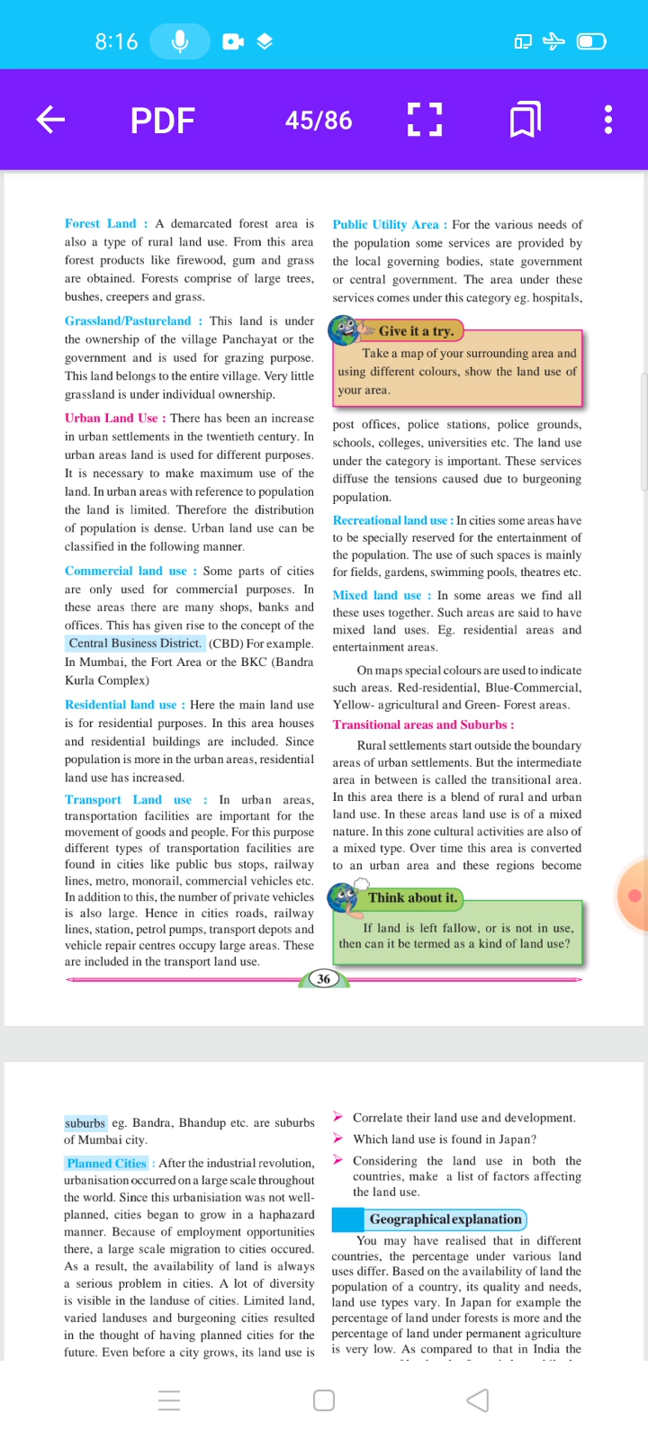 8:16
PDF
45/86
Forest Land : A demarcated forest area is
also a type of rural land use. From this area
forest products like firewood, gum and grass
are obtained. Forests comprise of large trees,
bushes, creepers and grass.
Grassland/Pastureland : This land is under
the ownership of the village Panchayat or the
government and is used for grazing purpose.
This land belongs to the entire village. Very little
grassland is under individual ownership.
Urban Land Use : There has been an increase
in urban settlements in the twentieth century. In
urban areas land is used for different purposes.
It is necessary to make maximum use of the
land. In urban areas with reference to population
the land is limited. Therefore the distribution
of population is dense. Urban land use can be
classified in the following manner.
Commercial land use : Some parts of cities
are only used for commercial purposes. In
these areas there are many shops, banks and
offices. This has given rise to the concept of the
Central Business District. (CBD) For example.
In Mumbai, the Fort Area or the BKC (Bandra
Kurla Complex)
Residential land use : Here the main land use
is for residential purposes. In this area houses
and residential buildings are included. Since
population is more in the urban areas, residential
land use has increased.
Transport Land use : In urban areas,
transportation facilities are important for the
movement of goods and people. For this purpose
different types of transportation facilities are
found in cities like public bus stops, railway
lines, metro, monorail, commercial vehicles etc.
In addition to this, the number of private vehicles
is also large. Hence in cities roads, railway
lines, station, petrol pumps, transport depots and
vehicle repair centres occupy large areas. These
are included in the transport land use.
Public Utility Area : For the various needs of
the population some services are provided by
the local governing bodies, state government
or central government. The area under these
services comes under this category eg. hospitals,
Give it a try.
Take a map of your surrounding area and
using different colours, show the land use of
your area.
post offices, police stations, police grounds,
schools, colleges, universities etc. The land use
under the category is important. These services
diffuse the tensions caused due to burgeoning
population.
Recreational land use : In cities some areas have
to be specially reserved for the entertainment of
the population. The use of such spaces is mainly
for fields, gardens, swimming pools, theatres etc.
Mixed land use : In some areas we find all
these uses together. Such areas are said to have
mixed land uses. Eg. residential areas and
entertainment areas.
On maps special colours are used to indicate
such areas. Red-residential, Blue-Commercial,
Yellow- agricultural and Green- Forest areas.
Transitional areas and Suburbs :
Rural settlements start outside the boundary
areas of urban settlements. But the intermediate
area in between is called the transitional area.
In this area there is a blend of rural and urban
land use. In these areas land use is of a mixed
nature. In this zone cultural activities are also of
a mixed type. Over time this area is converted
to an urban area and these regions become
Think about it.
If land is left fallow, or is not in use,
then can it be termed as a kind of land use?
36
suburbs eg. Bandra, Bhandup etc. are suburbs
of Mumbai city.
Planned Cities : After the industrial revolution,
urbanisation occurred on a large scale throughout
the world. Since this urbanisiation was not well-
planned, cities began to grow in a haphazard
manner. Because of employment opportunities
there, a large scale migration to cities occured.
As a result, the availability of land is always
a serious problem in cities. A lot of diversity
is visible in the landuse of cities. Limited land,
varied landuses and burgeoning cities resulted
in the thought of having planned cities for the
future. Even before a city grows, its land use is
Correlate their land use and development.
Which land use is found in Japan?
Considering the land use in both the
countries, make a list of factors affecting
the land use.
Geographical explanation
You may have realised that in different
countries, the percentage under various land
uses differ. Based on the availability of land the
population of a country, its quality and needs,
land use types vary. In Japan for example the
percentage of land under forests is more and the
percentage of land under permanent agriculture
is very low. As compared to that in India the